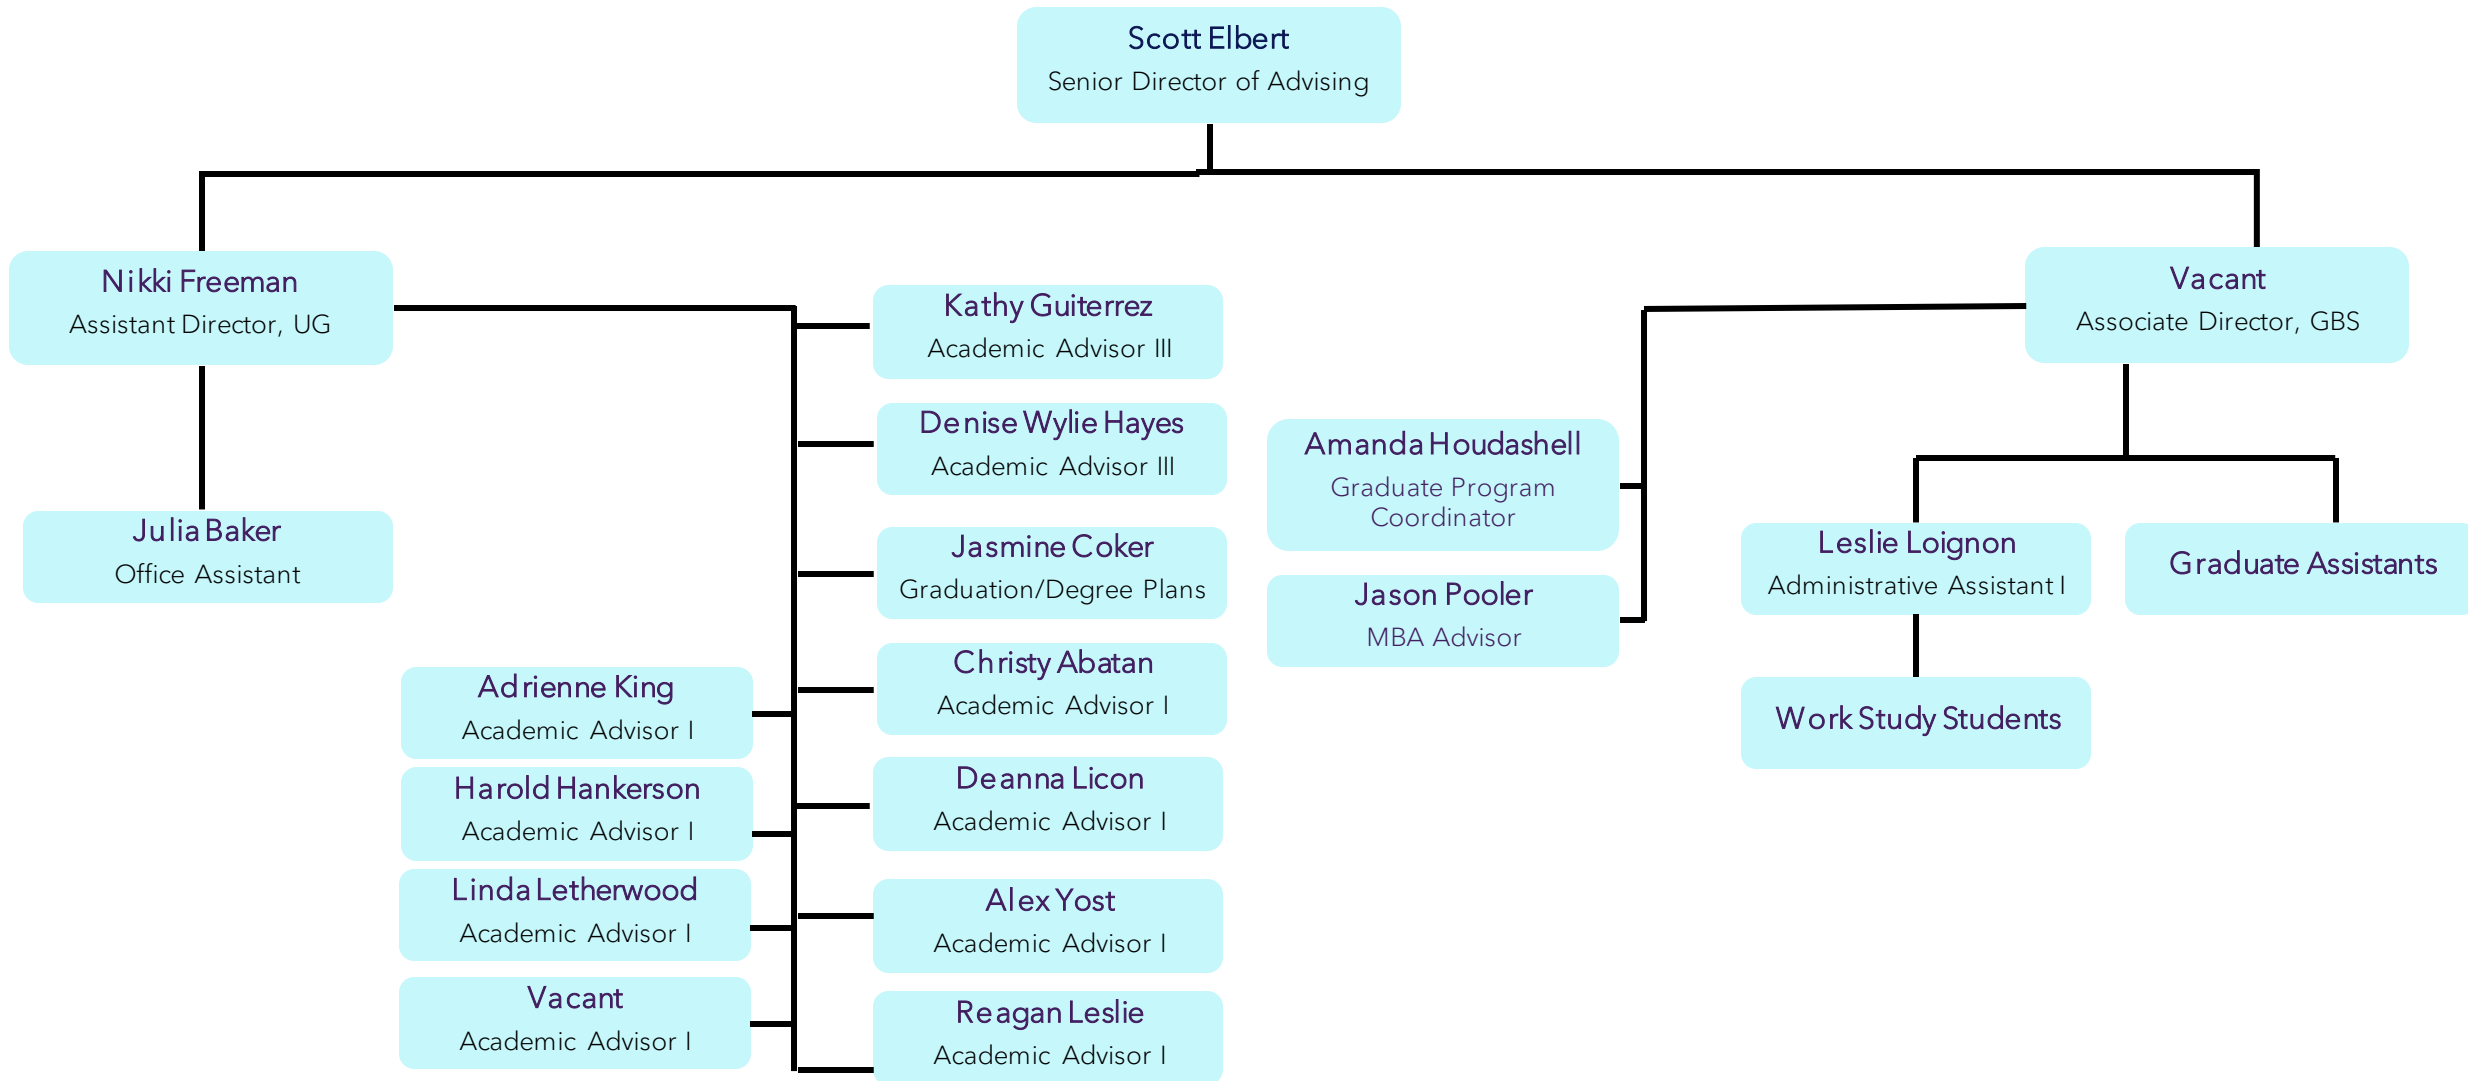 Scott Elbert
Senior Director of Advising
Nikki Freeman
Assistant Director, UG
Julia Baker
Office Assistant
Kathy Guiterrez
Academic Advisor III
Denise Wylie Hayes
Academic Advisor III
Jasmine Coker
Graduation/Degree Plans
Christy Abatan
Academic Advisor I
Deanna Licon
Academic Advisor I
Alex Yost
Academic Advisor I
Reagan Leslie
Academic Advisor I
Adrienne King
Academic Advisor I
Harold Hankerson
Academic Advisor I
Linda Letherwood
Academic Advisor I
Vacant
Academic Advisor I
Vacant
Associate Director, GBS
Amanda Houdashell
Graduate Program
Coordinator
Jason Pooler
MBA Advisor
Leslie Loignon
Administrative Assistant I
Graduate Assistants
Work Study Students